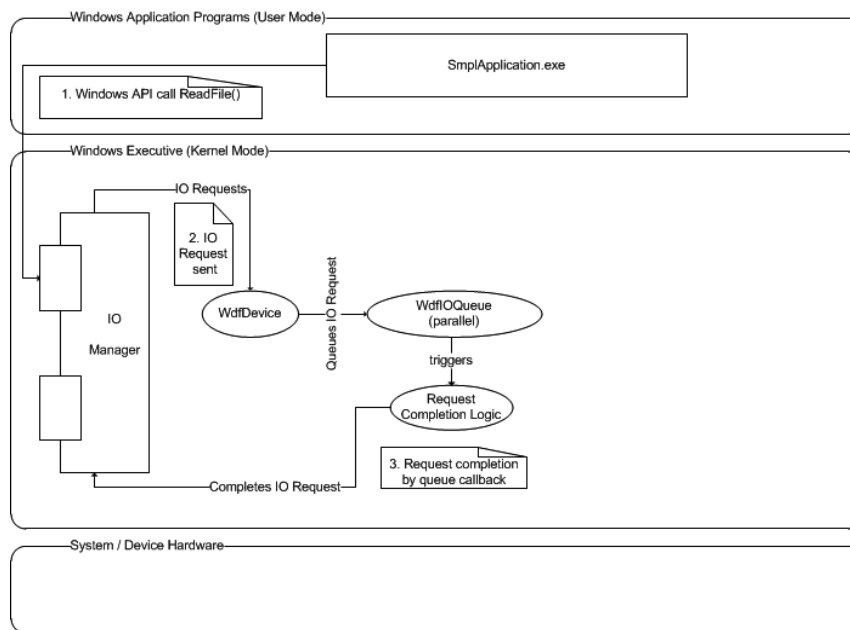 Windows Application Programs (User Mode)
SmplApplication.exe
1. Windows API call ReadFile()
Windows Executive (Kernel Mode)
IO Requests
2. IO
Request
sent
IO
Manager
WdfDevice
Queues IO Request
WdfIOQueue
(parallel)
triggers
Request
Completion Logic
3. Request completion
by queue callback
Completes IO Request
System / Device Hardware